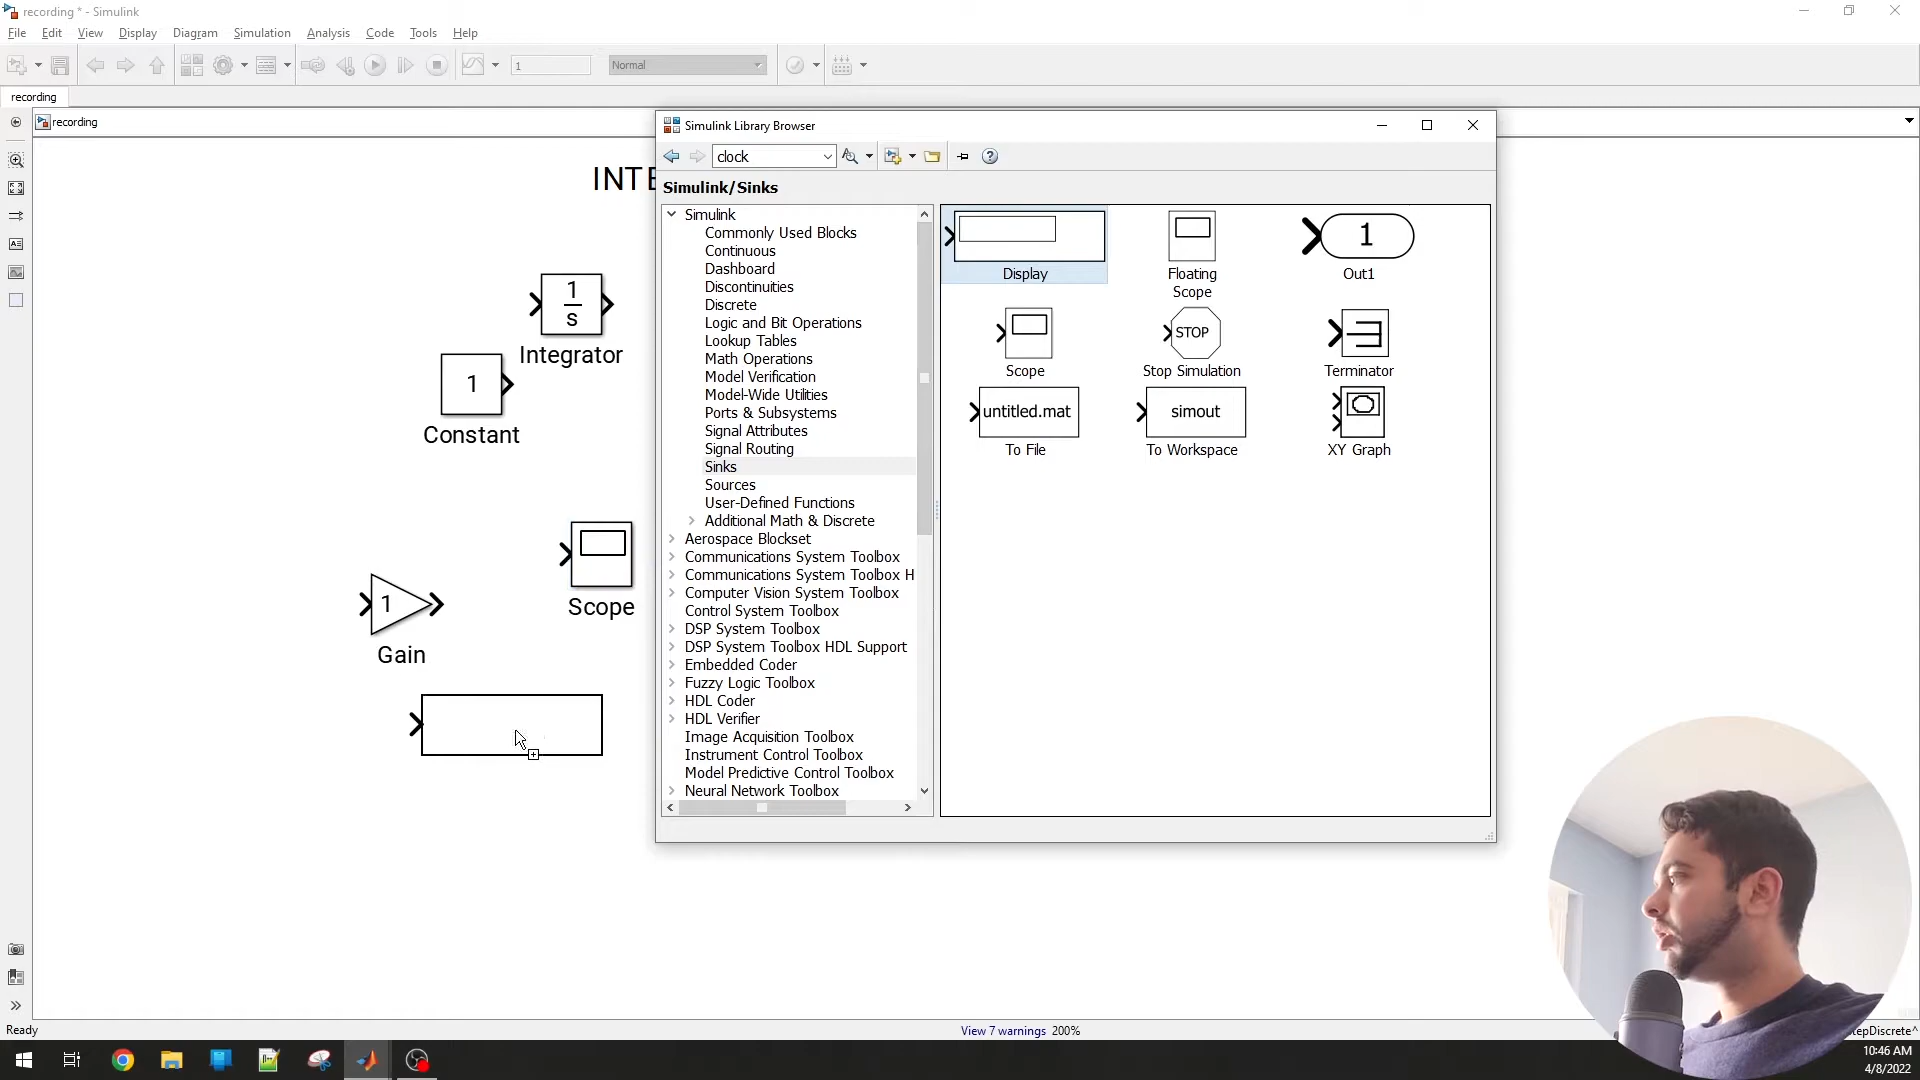 recording * - Simulink
File Edit View Display Diagram Simulation Analysis Code Tools Help
1 Normal
recording
recording
INTE
1
s
Integrator
1
Constant
Scope
1
Gain
Simulink Library Browser
clock
Simulink/Sinks
Simulink
Commonly Used Blocks
Continuous
Dashboard
Discontinuities
Discrete
Logic and Bit Operations
Lookup Tables
Math Operations
Model Verification
Model-Wide Utilities
Ports & Subsystems
Signal Attributes
Signal Routing
Sinks
Sources
User-Defined Functions
Additional Math & Discrete
Aerospace Blockset
Communications System Toolbox
Communications System Toolbox H
Computer Vision System Toolbox
Control System Toolbox
DSP System Toolbox
DSP System Toolbox HDL Support
Embedded Coder
Fuzzy Logic Toolbox
HDL Coder
HDL Verifier
Image Acquisition Toolbox
Instrument Control Toolbox
Model Predictive Control Toolbox
Neural Network Toolbox
1
Display
Floating
Scope
Out1
STOP
Scope
Stop Simulation
Terminator
untitled.mat
simout
To File
To Workspace
XY Graph
Ready
View 7 warnings 200%
epDiscrete
10:46 AM
4/8/2022